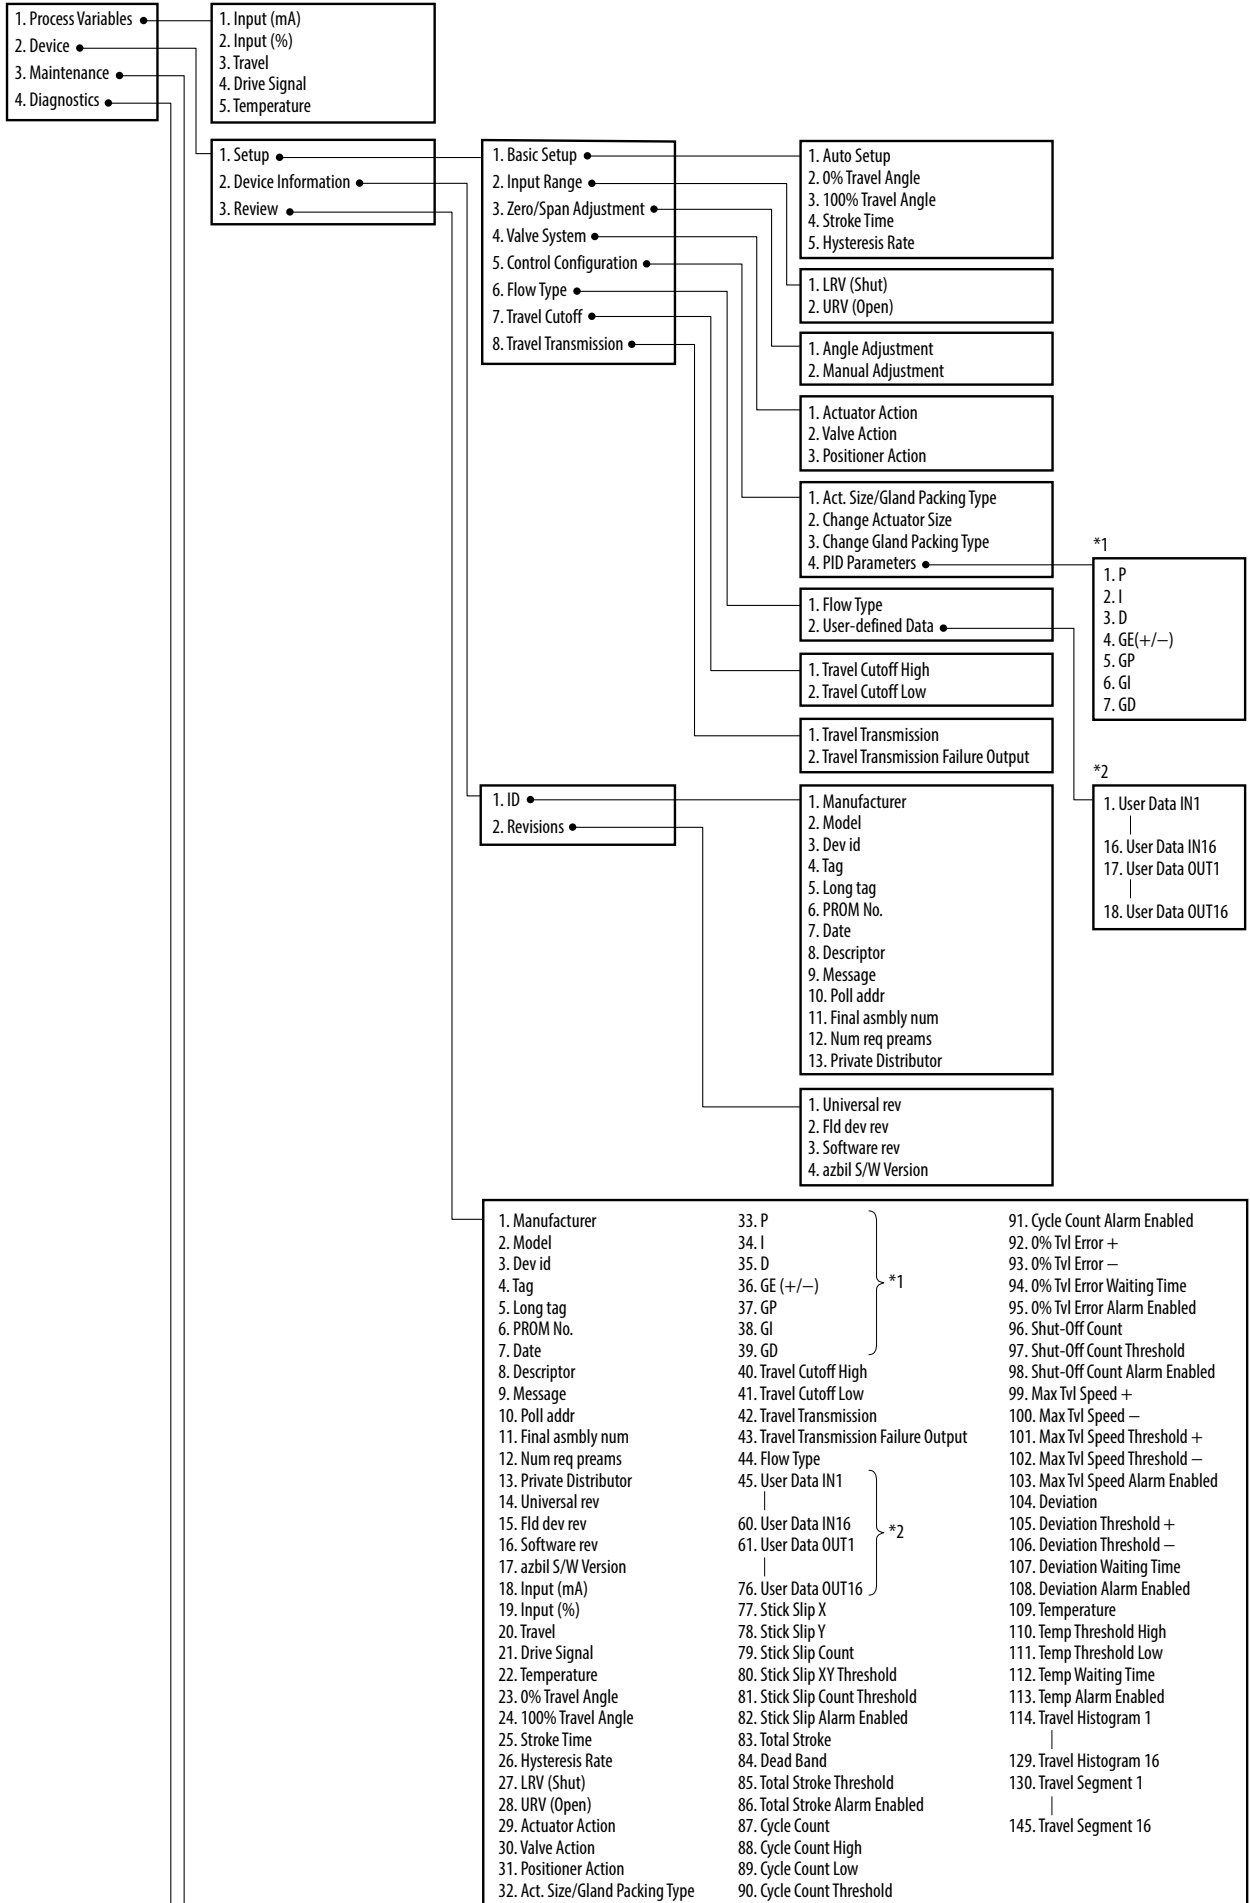 1. Process Variables
2. Device
3. Maintenance
4. Diagnostics
1. Input (mA)
2. Input (%)
3. Travel
4. Drive Signal
5. Temperature
1. Setup
2. Device Information
3. Review
1. Basic Setup
2. Input Range
3. Zero/Span Adjustment
4. Valve System
5. Control Configuration
6. Flow Type
7. Travel Cutoff
8. Travel Transmission
1. Auto Setup
2. 0% Travel Angle
3. 100% Travel Angle
4. Stroke Time
5. Hysteresis Rate
1. LRV (Shut)
2. URV (Open)
1. Angle Adjustment
2. Manual Adjustment
1. Actuator Action
2. Valve Action
3. Positioner Action
1. Act. Size/Gland Packing Type
2. Change Actuator Size
3. Change Gland Packing Type
4. PID Parameters
*1
1. P
2. I
3. D
4. GE(+/−)
5. GP
6. GI
7. GD
1. Flow Type
2. User-defined Data
1. Travel Cutoff High
2. Travel Cutoff Low
1. Travel Transmission
2. Travel Transmission Failure Output
*2
1. User Data IN1
16. User Data IN16
17. User Data OUT1
18. User Data OUT16
1. ID
2. Revisions
1. Manufacturer
2. Model
3. Dev id
4. Tag
5. Long tag
6. PROM No.
7. Date
8. Descriptor
9. Message
10. Poll addr
11. Final asmbly num
12. Num req preams
13. Private Distributor
1. Universal rev
2. Fld dev rev
3. Software rev
4. azbil S/W Version
1. Manufacturer
2. Model
3. Dev id
4. Tag
5. Long tag
6. PROM No.
7. Date
8. Descriptor
9. Message
10. Poll addr
11. Final asmbly num
12. Num req preams
13. Private Distributor
14. Universal rev
15. Fld dev rev
16. Software rev
17. azbil S/W Version
18. Input (mA)
19. Input (%)
20. Travel
21. Drive Signal
22. Temperature
23. 0% Travel Angle
24. 100% Travel Angle
25. Stroke Time
26. Hysteresis Rate
27. LRV (Shut)
28. URV (Open)
29. Actuator Action
30. Valve Action
31. Positioner Action
32. Act. Size/Gland Packing Type
33. P
34. I
35. D
36. GE (+/−)
37. GP
38. GI
39. GD
*1
40. Travel Cutoff High
41. Travel Cutoff Low
42. Travel Transmission
43. Travel Transmission Failure Output
44. Flow Type
45. User Data IN1
60. User Data IN16
61. User Data OUT1
76. User Data OUT16
*2
77. Stick Slip X
78. Stick Slip Y
79. Stick Slip Count
80. Stick Slip XY Threshold
81. Stick Slip Count Threshold
82. Stick Slip Alarm Enabled
83. Total Stroke
84. Dead Band
85. Total Stroke Threshold
86. Total Stroke Alarm Enabled
87. Cycle Count
88. Cycle Count High
89. Cycle Count Low
90. Cycle Count Threshold
91. Cycle Count Alarm Enabled
92. 0% Tvl Error +
93. 0% Tvl Error −
94. 0% Tvl Error Waiting Time
95. 0% Tvl Error Alarm Enabled
96. Shut-Off Count
97. Shut-Off Count Threshold
98. Shut-Off Count Alarm Enabled
99. Max Tvl Speed +
100. Max Tvl Speed −
101. Max Tvl Speed Threshold +
102. Max Tvl Speed Threshold −
103. Max Tvl Speed Alarm Enabled
104. Deviation
105. Deviation Threshold +
106. Deviation Threshold −
107. Deviation Waiting Time
108. Deviation Alarm Enabled
109. Temperature
110. Temp Threshold High
111. Temp Threshold Low
112. Temp Waiting Time
113. Temp Alarm Enabled
114. Travel Histogram 1
129. Travel Histogram 16
130. Travel Segment 1
145. Travel Segment 16